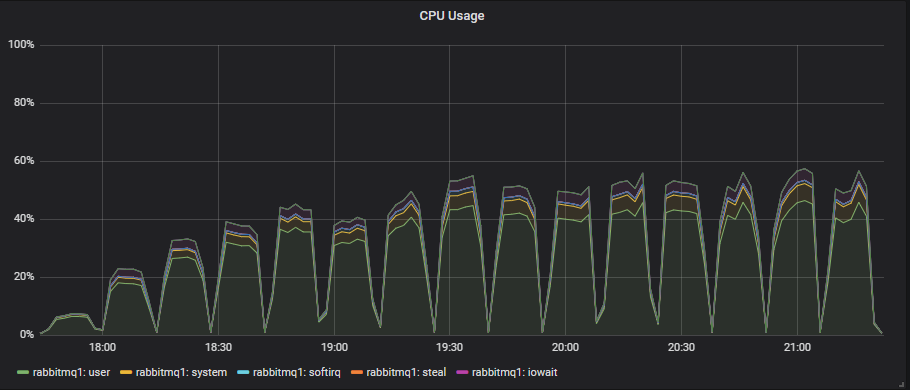 CPU Usage
100%
80%
60%
40%
20%
0%
18:00 18:30 19:00 19:30 20:00 20:30 21:00
rabbitmq1: user rabbitmq1: system rabbitmq1: softirq rabbitmq1: steal rabbitmq1: iowait